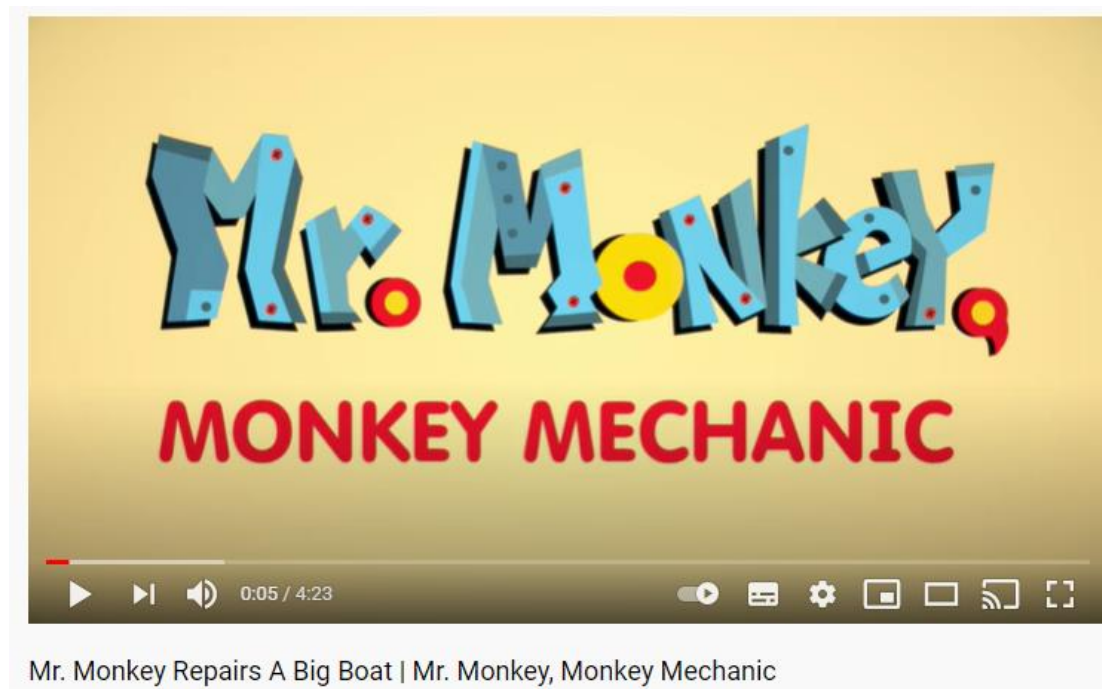 Mr. Monkey,
MONKEY MECHANIC
0:05 / 4:23
Mr. Monkey Repairs A Big Boat | Mr. Monkey, Monkey Mechanic